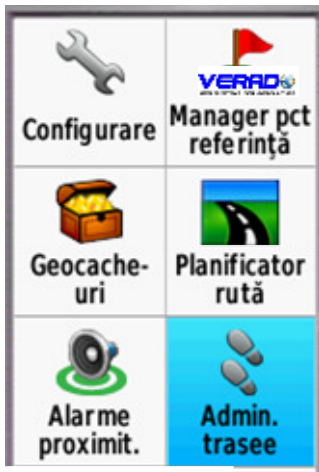 VERADO
Configurare
Manager pct
referință
Geocache-
uri
Planificator
rută
Alarme
proximit.
Admin.
trasee